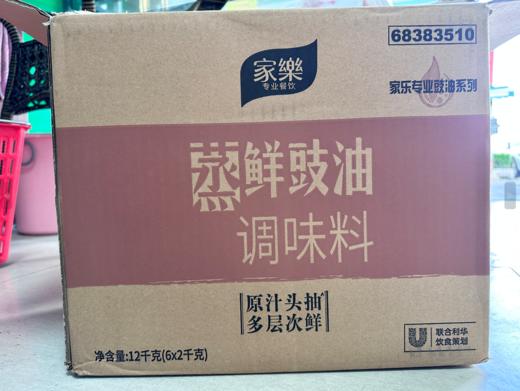 68383510
家樂
专业餐饮
家乐专业豉油系列
蒸鲜豉油
调味料
原汁头抽
多层次鲜
净含量:12千克(6x2千克)
联合利华
饮食策划